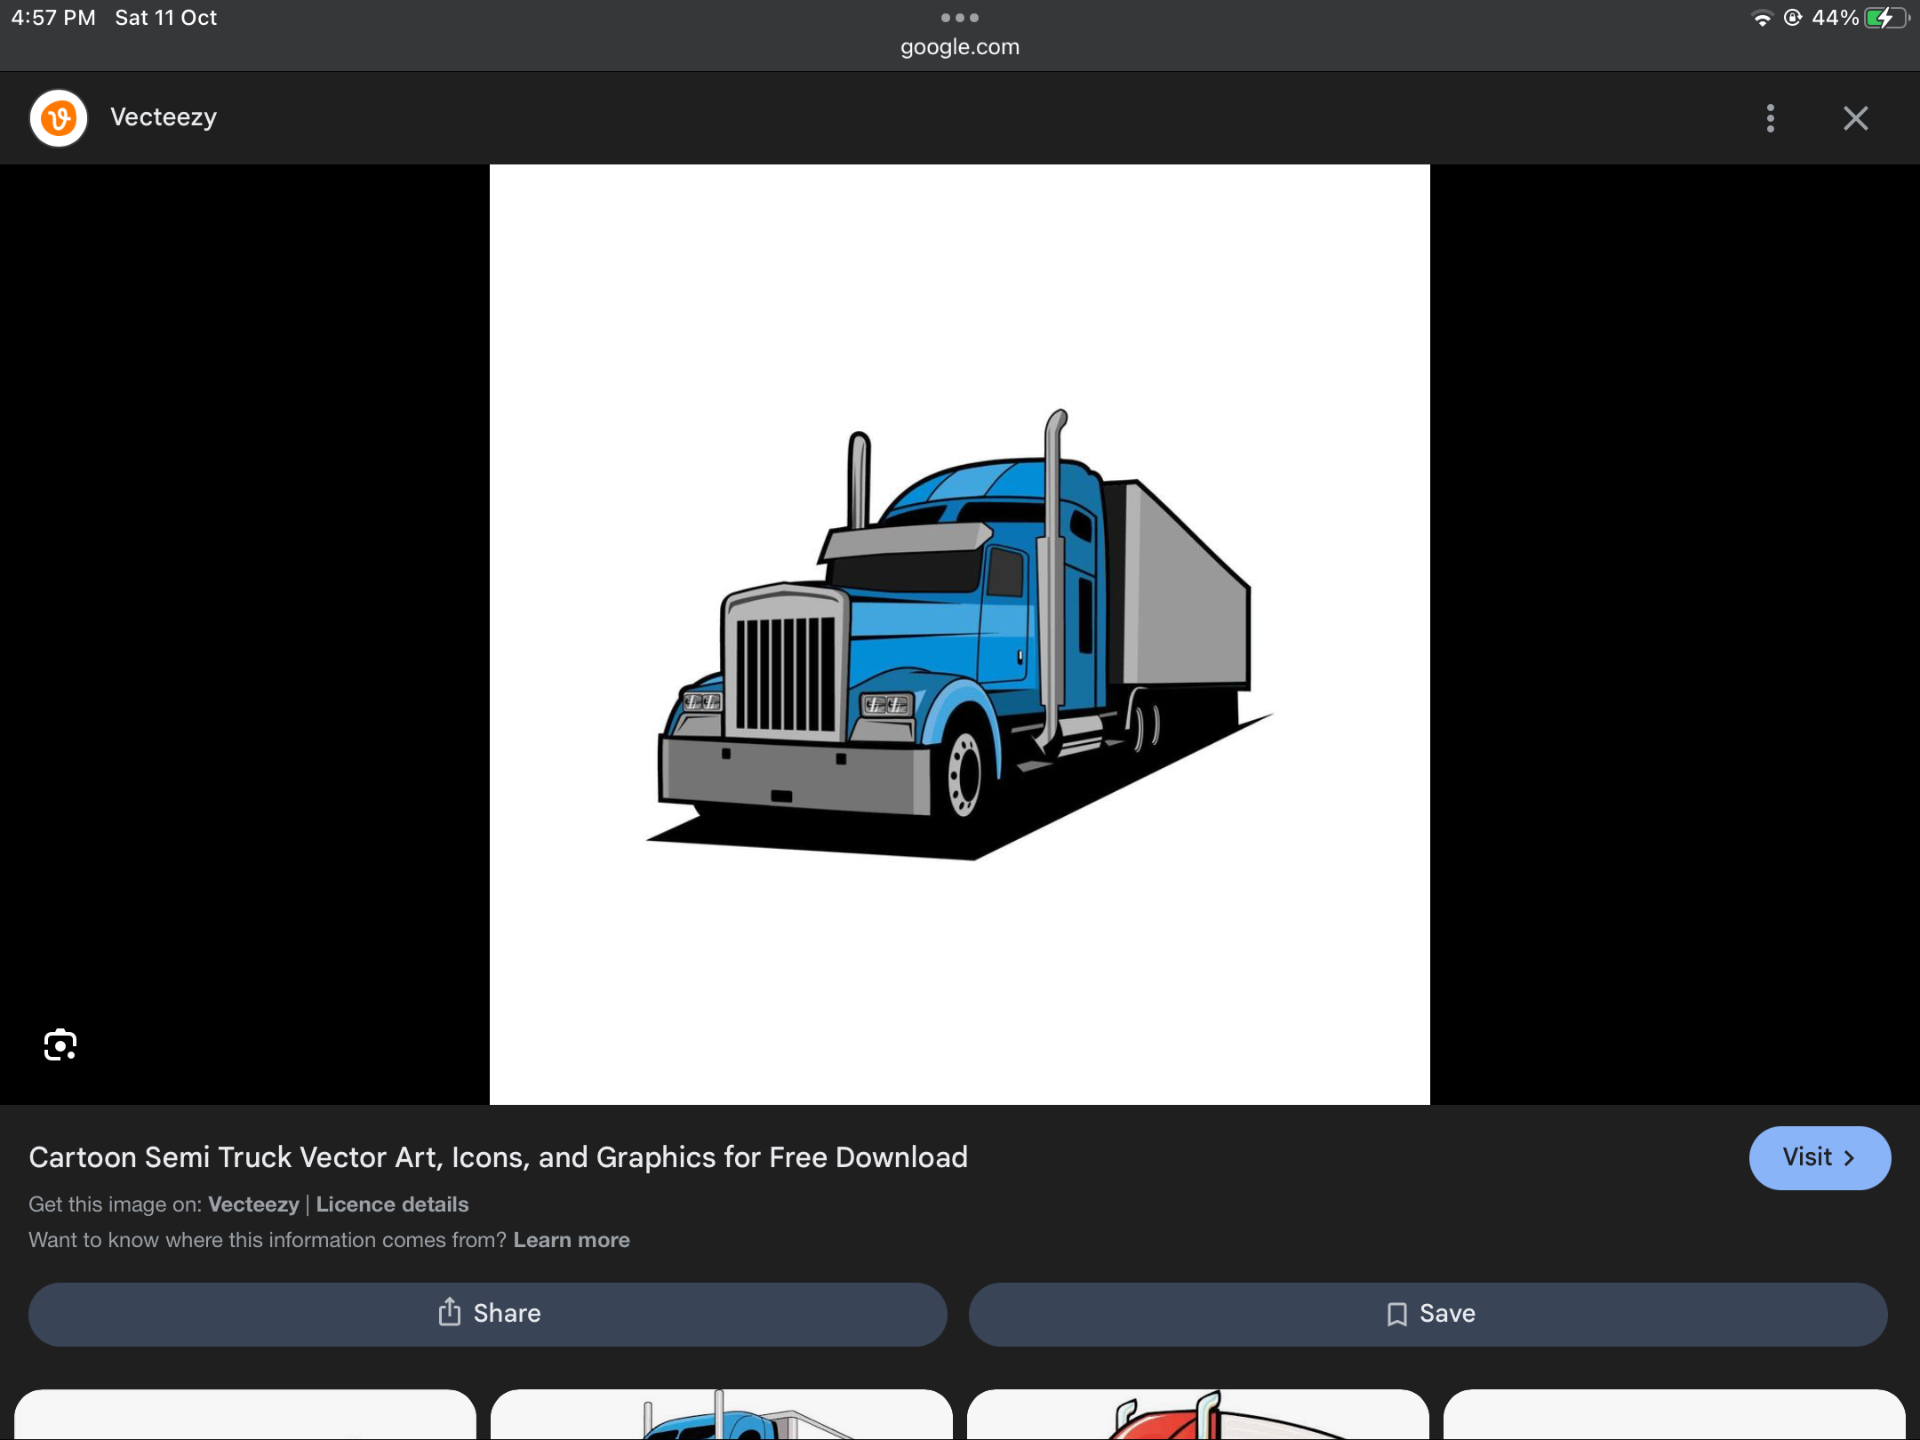 4:57 PM Sat 11 Oct
44%
google.com
Vecteezy
Cartoon Semi Truck Vector Art, Icons, and Graphics for Free Download
Visit
Get this image on: Vecteezy | Licence details
Want to know where this information comes from? Learn more
Share
Save